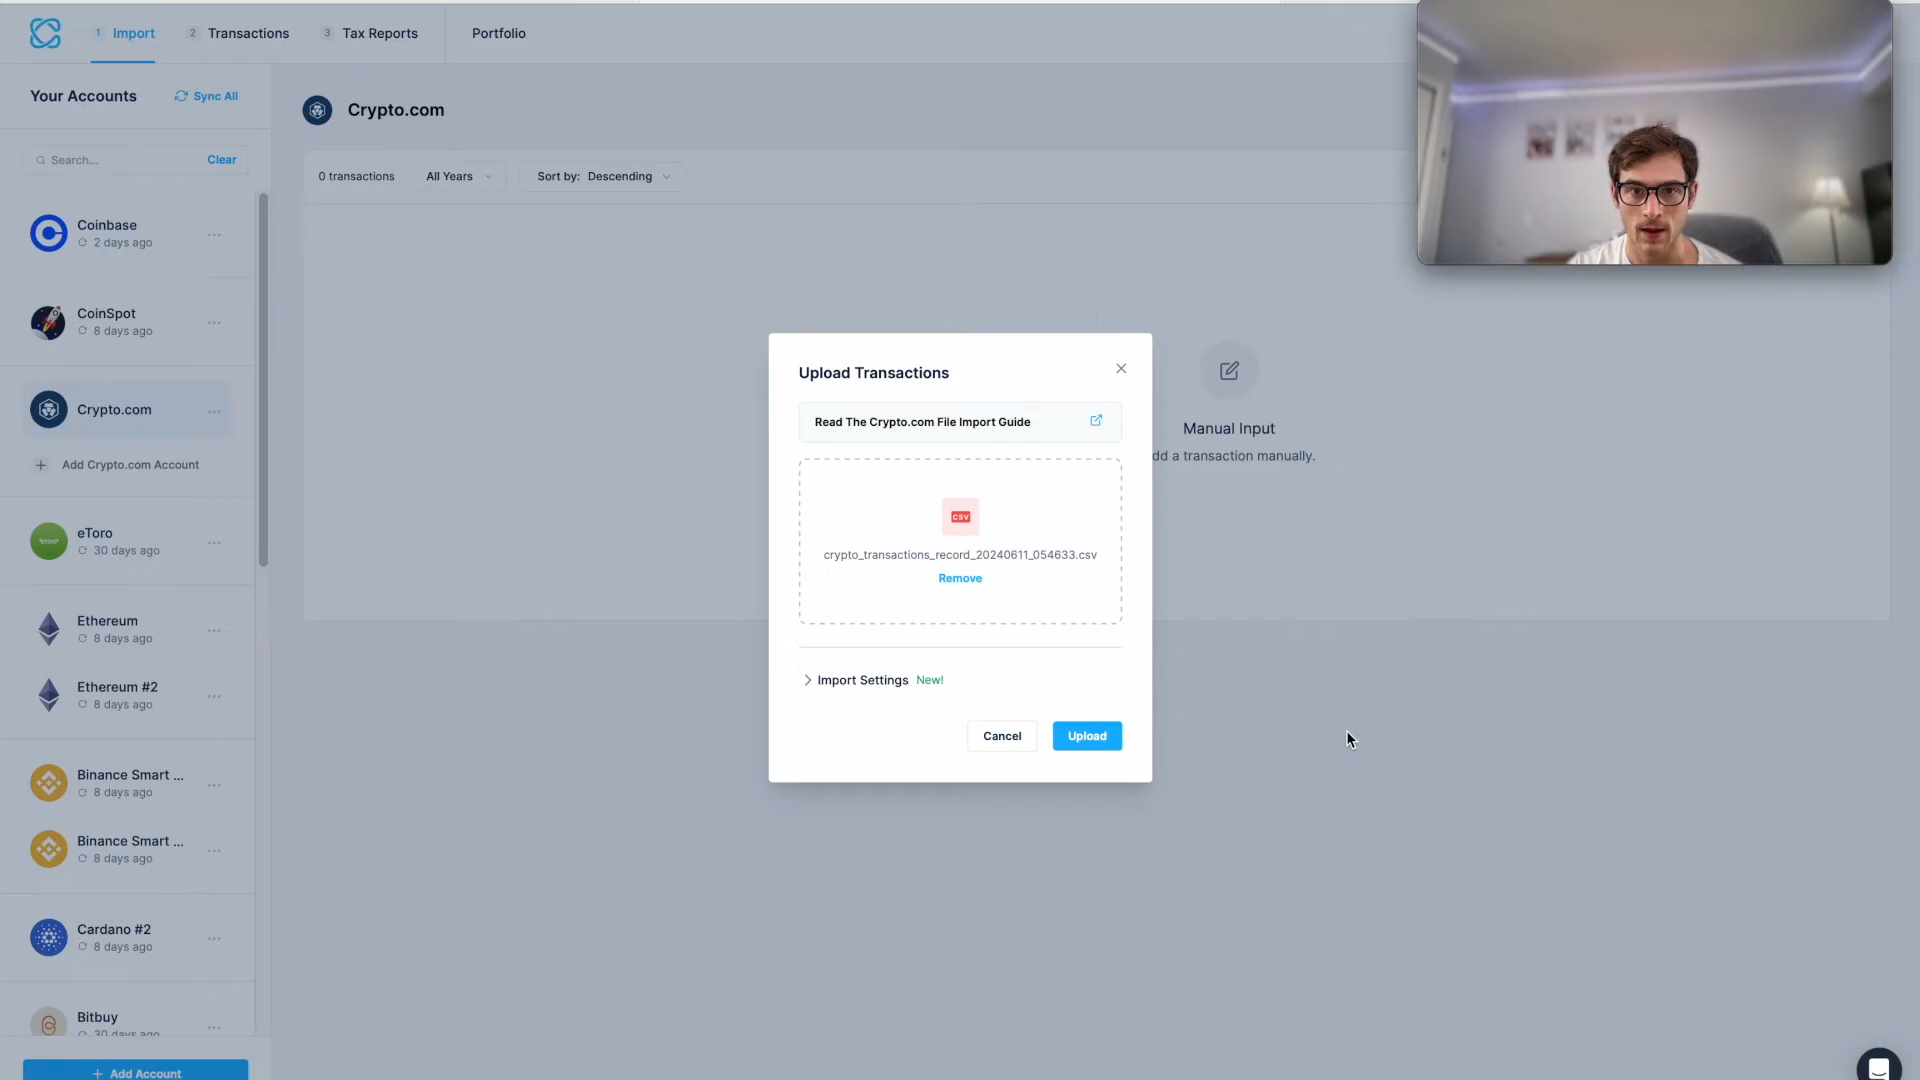 1 Import
2 Transactions
3 Tax Reports
Portfolio
Your Accounts
Sync All
Search...
Clear
Coinbase
2 days ago
CoinSpot
8 days ago
Crypto.com
Add Crypto.com Account
eToro
eToro
30 days ago
Ethereum
8 days ago
Ethereum #2
8 days ago
Binance Smart ...
8 days ago
Binance Smart ...
8 days ago
Cardano #2
8 days ago
Bitbuy
30 days ago
+ Add Account
Crypto.com
0 transactions
All Years
Sort by: Descending
Upload Transactions
Read The Crypto.com File Import Guide
CSV
crypto_transactions_record_20240611_054633.csv
Remove
Import Settings New!
Cancel
Upload
Manual Input
dd a transaction manually.